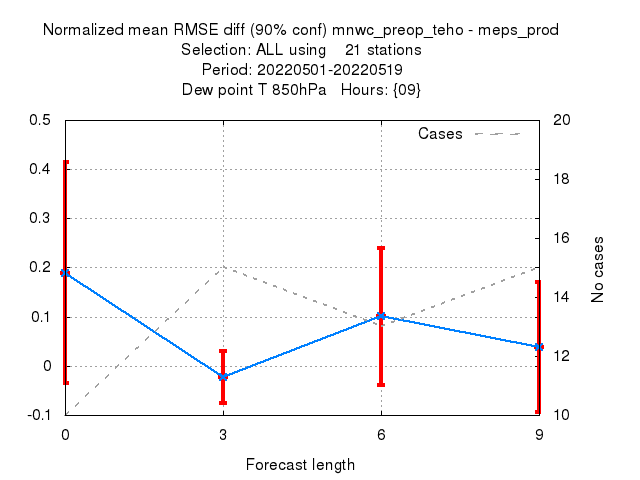 Normalized mean RMSE diff (90% conf) mnwc_preop_teho - meps_prod
Selection: ALL using    21 stations
Period: 20220501-20220519
Dew point T 850hPa   Hours: {09}
Cases
0.5
0.4
0.3
0.2
0.1
0
-0.1
20
18
16
14
12
10
No cases
0 3 6 9
Forecast length